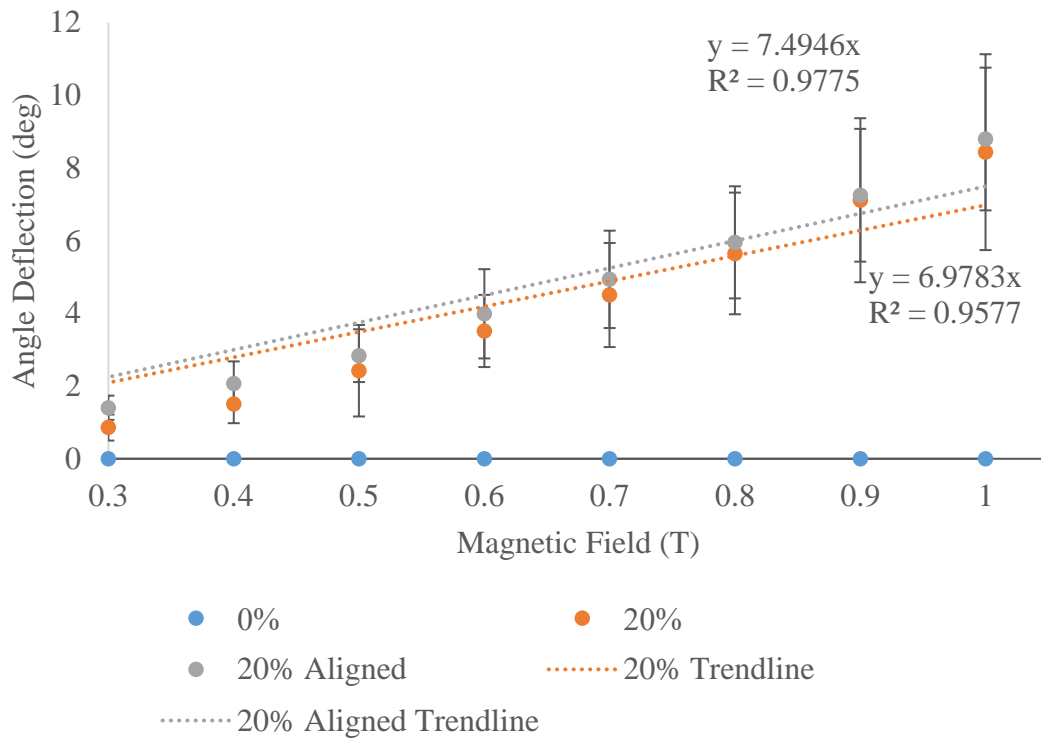 12
10
8
6
4
2
0
Angle Deflection (deg)
y = 7.4946x
R² = 0.9775
y = 6.9783x
R² = 0.9577
0.3 0.4 0.5 0.6 0.7 0.8 0.9 1
Magnetic Field (T)
0% 20%
20% Aligned 20% Trendline
20% Aligned Trendline